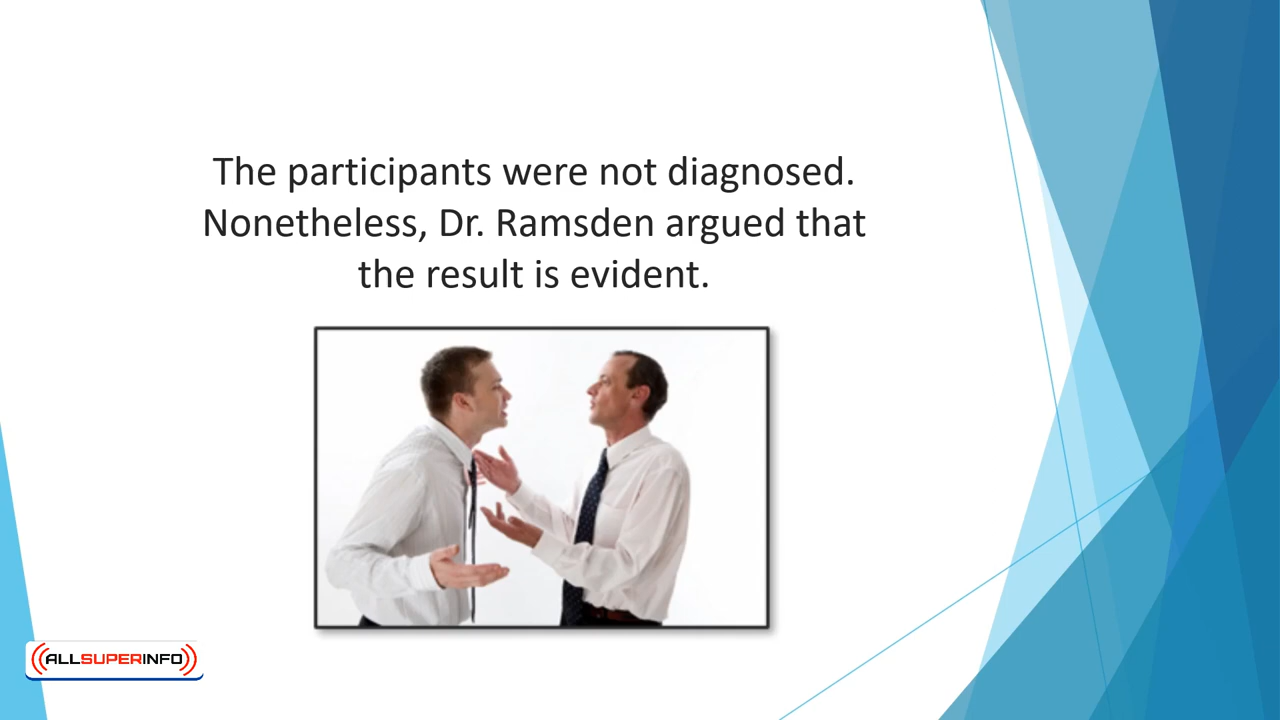 The participants were not diagnosed.
Nonetheless, Dr. Ramsden argued that
the result is evident.
((ALLSUPERINFO))